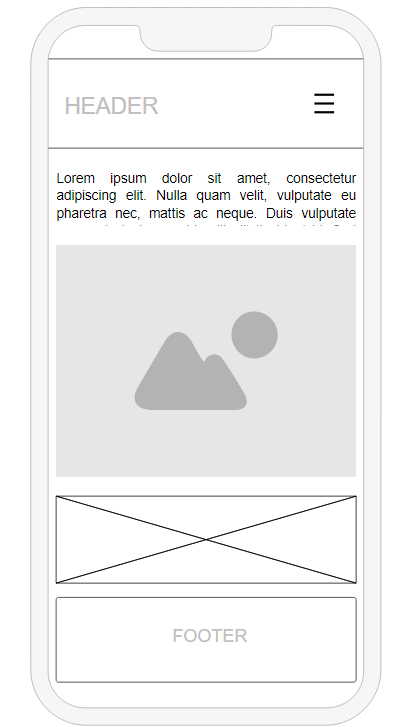 HEADER
Lorem ipsum dolor sit amet, consectetur
adipiscing elit. Nulla quam velit, vulputate eu
pharetra nec, mattis ac neque. Duis vulputate
FOOTER